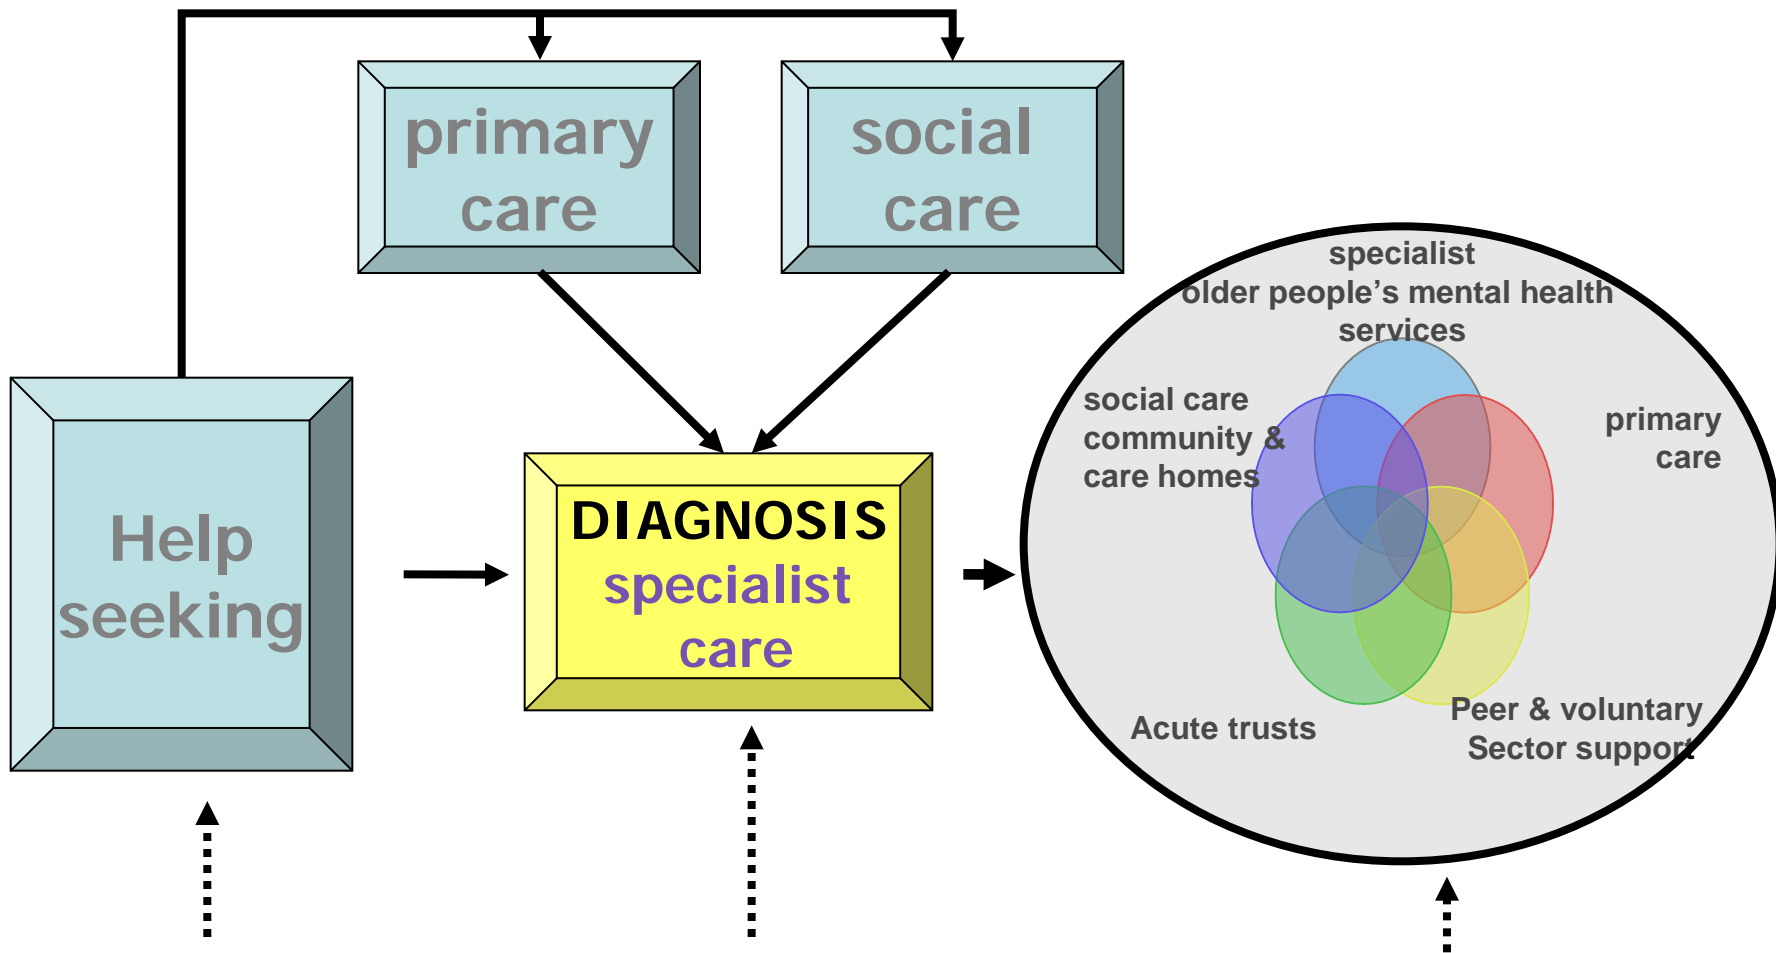 primary
care
social
care
Help
seeking
DIAGNOSIS
specialist
care
specialist
older people’s mental health
services
social care
community &
care homes
primary
care
Acute trusts
Peer & voluntary
Sector support